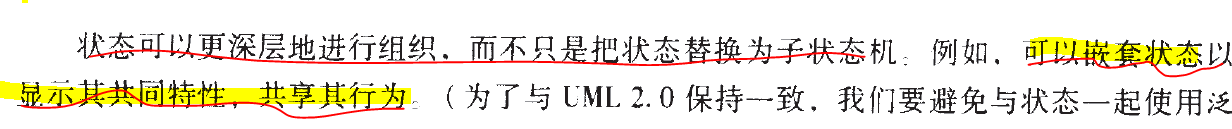 状态可以更深层地进行组织，而不只是把状态替换为子状态机。例如，可以嵌套状态以
显示其共同特性，共享其行为。（为了与 UML 2.0 保持一致，我们要避免与状态一起使用泛